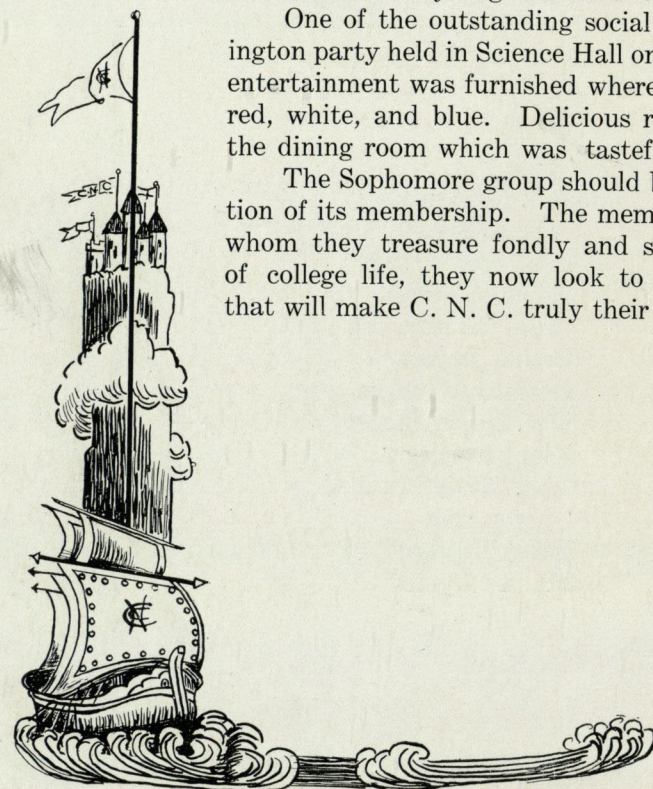 One of the outstanding social
ington party held in Science Hall or
entertainment was furnished where
red, white, and blue. Delicious r
the dining room which was tastef
The Sophomore group should b
tion of its membership. The mem
whom they treasure fondly and s
of college life, they now look to
that will make C. N. C. truly their
CNC